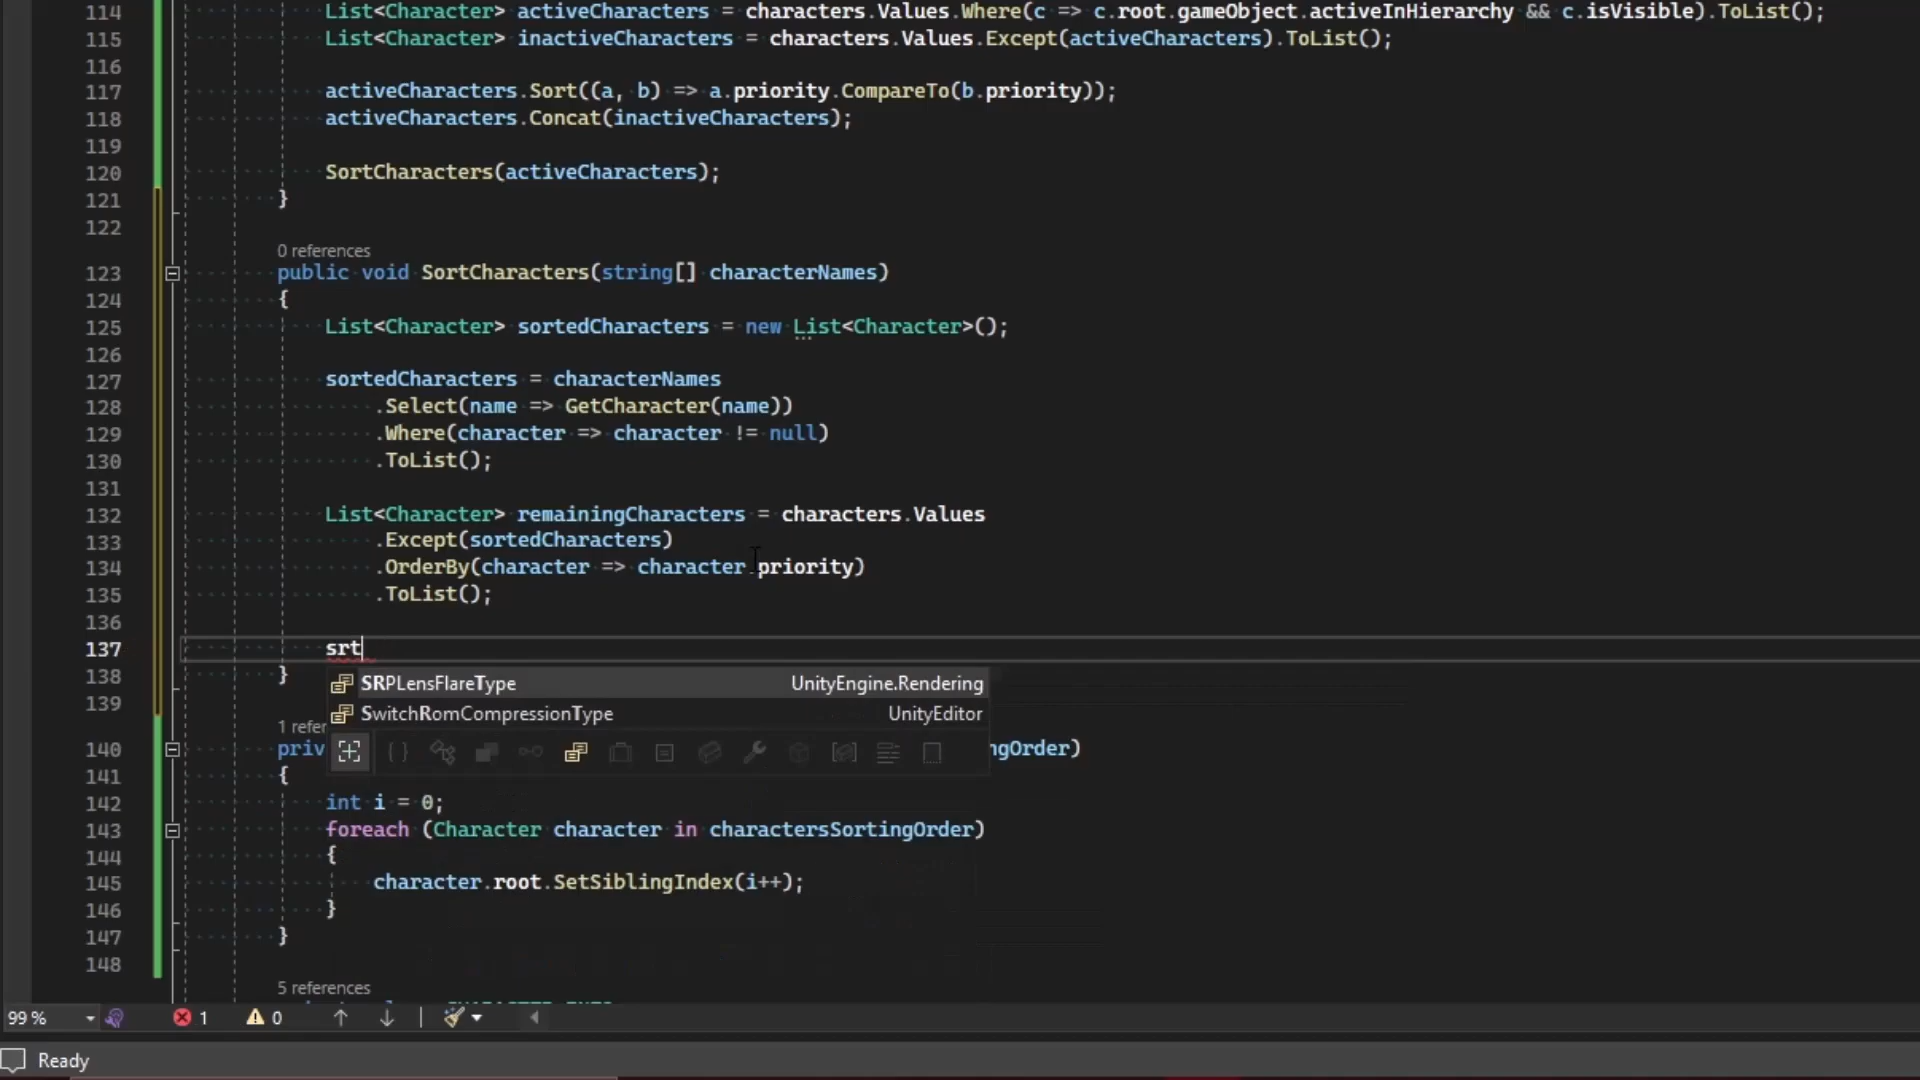 114 List<Character> activeCharacters = characters.Values.Where(c => c.root.gameObject.activeInHierarchy && c.isVisible).ToList();
115 List<Character> inactiveCharacters = characters.Values.Except(activeCharacters).ToList();
116
117 activeCharacters.Sort((a, b) => a.priority.CompareTo(b.priority));
118 activeCharacters.Concat(inactiveCharacters);
119
120 SortCharacters(activeCharacters);
121 }
122
0 references
123 public void SortCharacters(string[] characterNames)
124 {
125 List<Character> sortedCharacters = new List<Character>();
126
127 sortedCharacters = characterNames
128 .Select(name => GetCharacter(name))
129 .Where(character => character != null)
130 .ToList();
131
132 List<Character> remainingCharacters = characters.Values
133 .Except(sortedCharacters)
134 .OrderBy(character => character.priority)
135 .ToList();
136
137 srt
SRPLensFlareType UnityEngine.Rendering
138 }
139 SwitchRomCompressionType UnityEditor
1 refer
140 priv ngOrder)
141 {
142 int i = 0;
143 foreach (Character character in charactersSortingOrder)
144 {
145 character.root.SetSiblingIndex(i++);
146 }
147 }
148
5 references
99 % 1 0
Ready